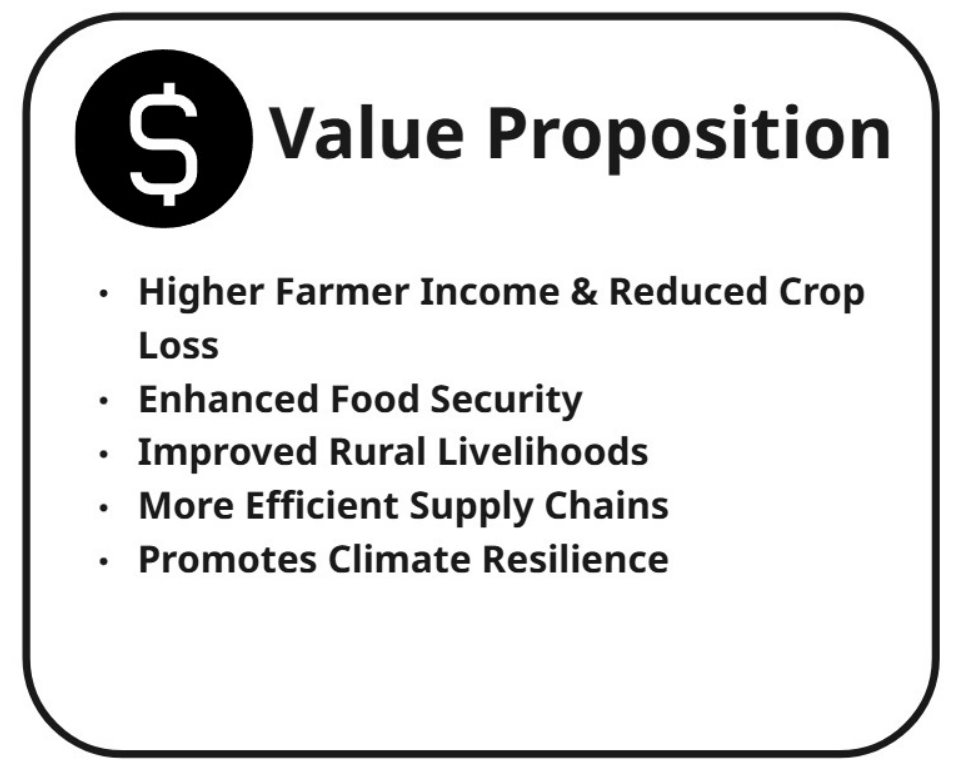 $ Value Proposition
· Higher Farmer Income & Reduced Crop
Loss
· Enhanced Food Security
· Improved Rural Livelihoods
· More Efficient Supply Chains
· Promotes Climate Resilience